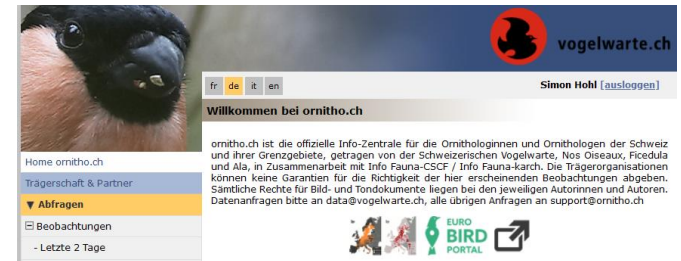 vogelwarte.ch
fr de it en
Simon Hohl [ausloggen]
Willkommen bei ornitho.ch
ornitho.ch ist die offizielle Info-Zentrale für die Ornithologinnen und Ornithologen der Schweiz
und ihrer Grenzgebiete, getragen von der Schweizerischen Vogelwarte, Nos Oiseaux, Ficedula
und Ala, in Zusammenarbeit mit Info Fauna-CSCF / Info Fauna-karch. Die Trägerorganisationen
können keine Garantien für die Richtigkeit der hier erscheinenden Beobachtungen abgeben.
Sämtliche Rechte für Bild- und Tondokumente liegen bei den jeweiligen Autorinnen und Autoren.
Datenanfragen bitte an data@vogelwarte.ch, alle übrigen Anfragen an support@ornitho.ch
EURO
BIRD
PORTAL
Home ornitho.ch
Trägerschaft & Partner
▼ Abfragen
Beobachtungen
- Letzte 2 Tage